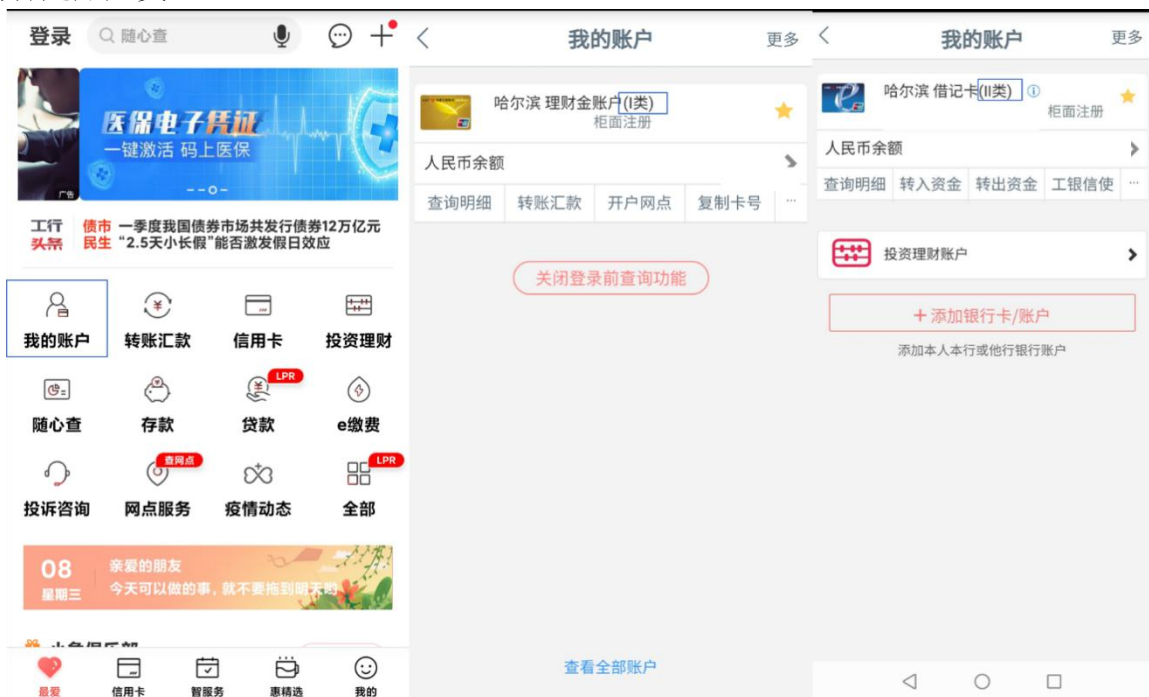 登录
随心查
医保电子凭证
一键激活 码上医保
广告
工行 债市 一季度我国债券市场共发行债券12万亿元
头条 民生 “2.5天小长假”能否激发假日效应
我的账户 转账汇款 信用卡 投资理财
LPR
随心查 存款 贷款 e缴费
查网点 LPR
投诉咨询 网点服务 疫情动态 全部
08 亲爱的朋友
星期三 今天可以做的事，就不要拖到明天哟
最爱 信用卡 智服务 惠精选 我的
我的账户 更多
哈尔滨 理财金账户(I类)
柜面注册
人民币余额
查询明细 转账汇款 开户网点 复制卡号 ...
关闭登录前查询功能
查看全部账户
我的账户 更多
哈尔滨 借记卡(II类)
柜面注册
人民币余额
查询明细 转入资金 转出资金 工银信使 ...
投资理财账户
+ 添加银行卡/账户
添加本人本行或他行银行账户